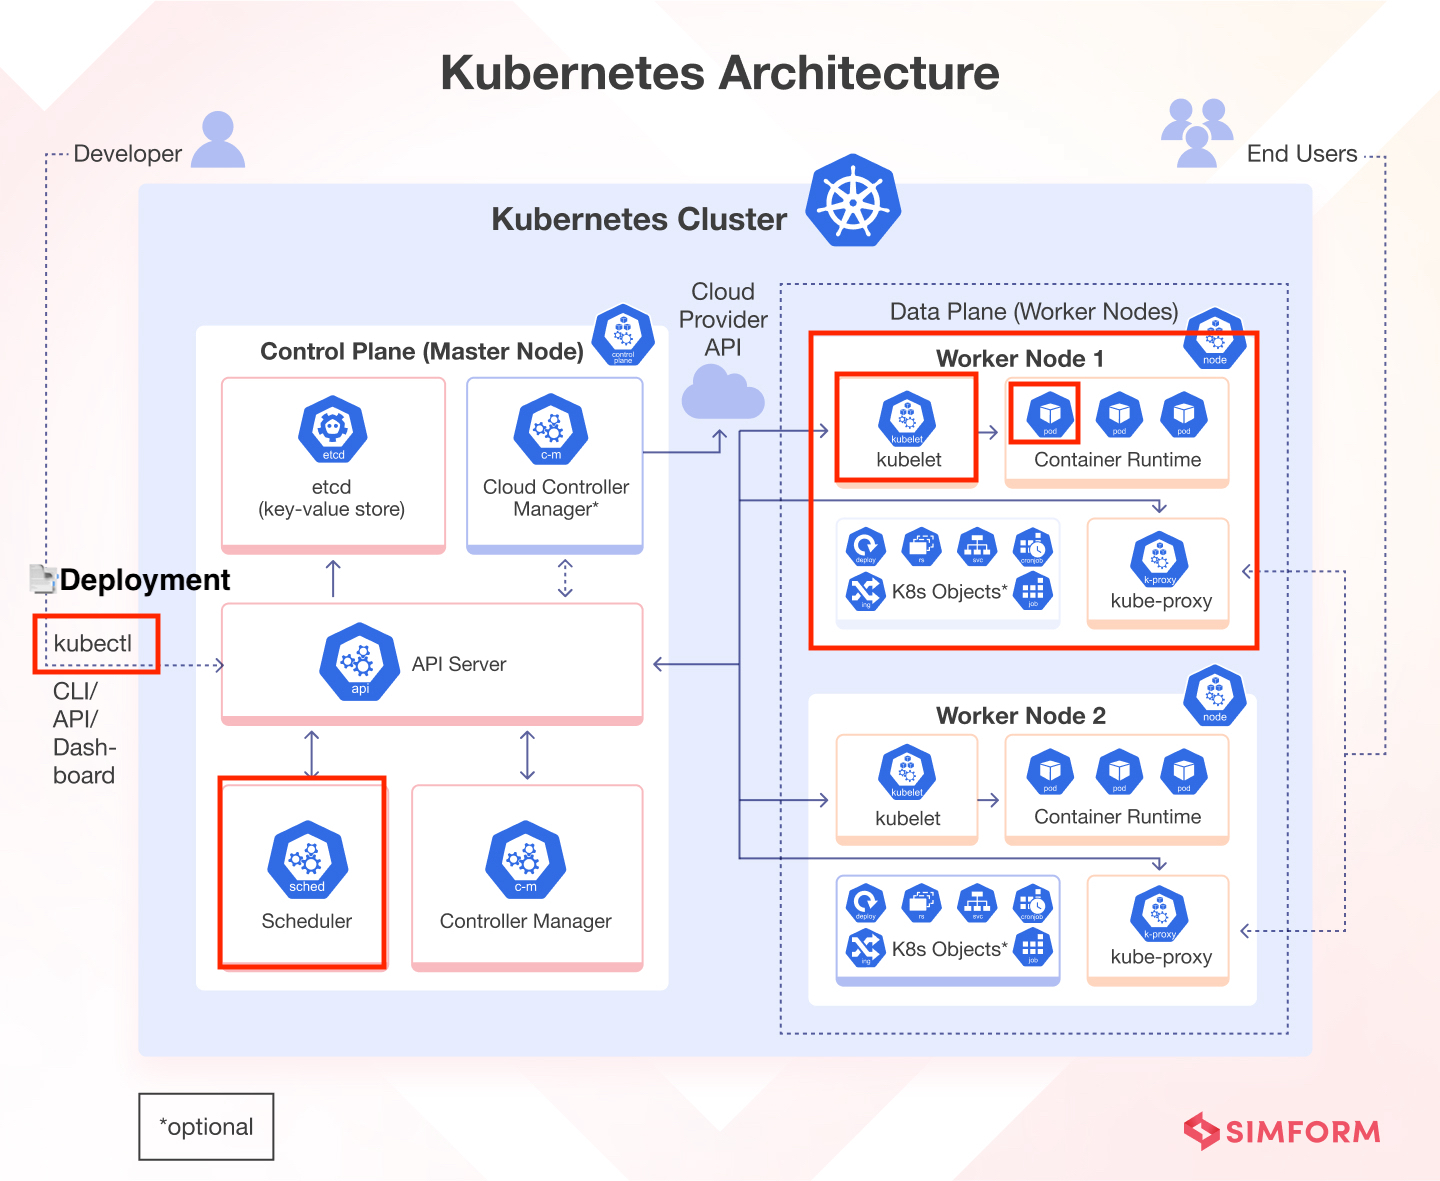 Kubernetes Architecture
Developer
End Users
Kubernetes Cluster
Cloud
Provider
API
Data Plane (Worker Nodes)
Control Plane (Master Node)
control
plane
etcd
etcd
(key-value store)
c-m
Cloud Controller
Manager*
Deployment
kubectl
CLI/
API/
Dash-
board
api
API Server
sched
Scheduler
c-m
Controller Manager
node
Worker Node 1
kubelet
kubelet
pod
pod
pod
Container Runtime
deploy
rs
svc
cronjob
ing
K8s Objects*
job
k-proxy
kube-proxy
node
Worker Node 2
kubelet
kubelet
pod
pod
pod
Container Runtime
deploy
rs
svc
cronjob
ing
K8s Objects*
job
k-proxy
kube-proxy
*optional
SIMFORM